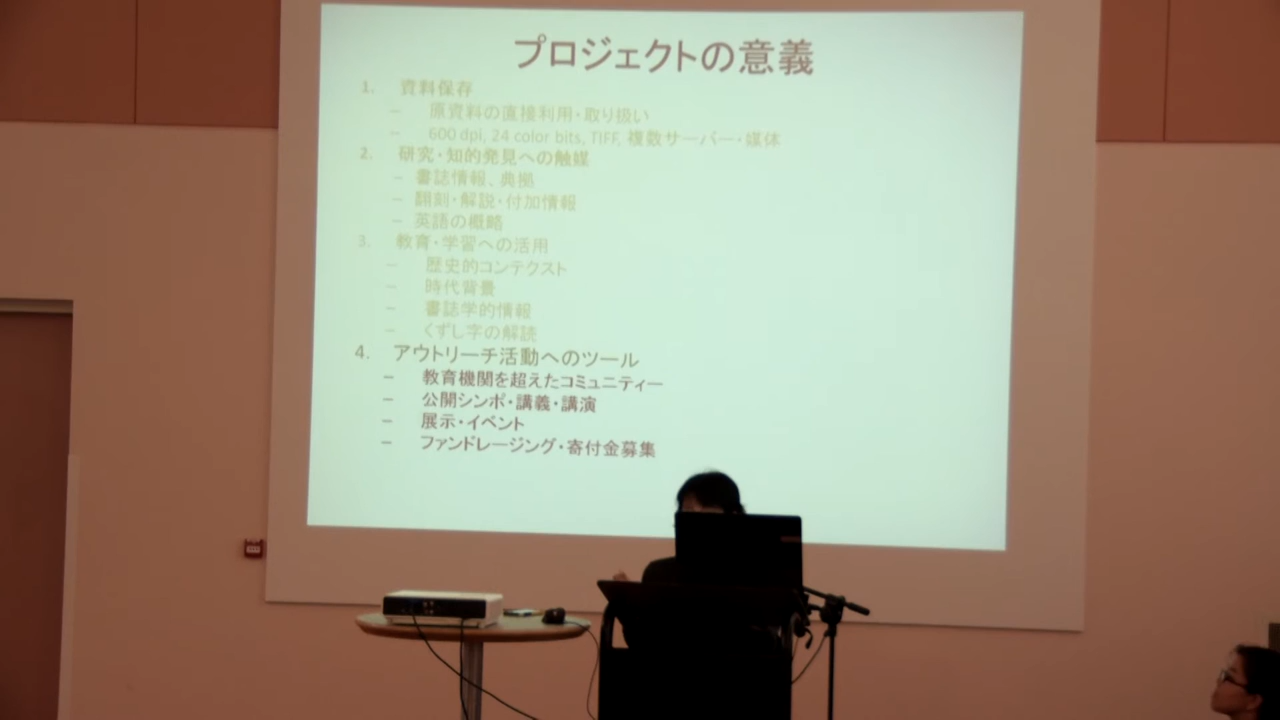 プロジェクトの意義
1. 資料保存
– 原資料の直接利用・取り扱い
– 600 dpi, 24 color bits, TIFF, 複数サーバー・媒体
2. 研究・知的発見への触媒
– 書誌情報、典拠
– 翻刻・解説・付加情報
– 英語の概略
3. 教育・学習への活用
– 歴史的コンテクスト
– 時代背景
– 書誌学的情報
– くずし字の解読
4. アウトリーチ活動へのツール
– 教育機関を超えたコミュニティー
– 公開シンポ・講義・講演
– 展示・イベント
– ファンドレージング・寄付金募集